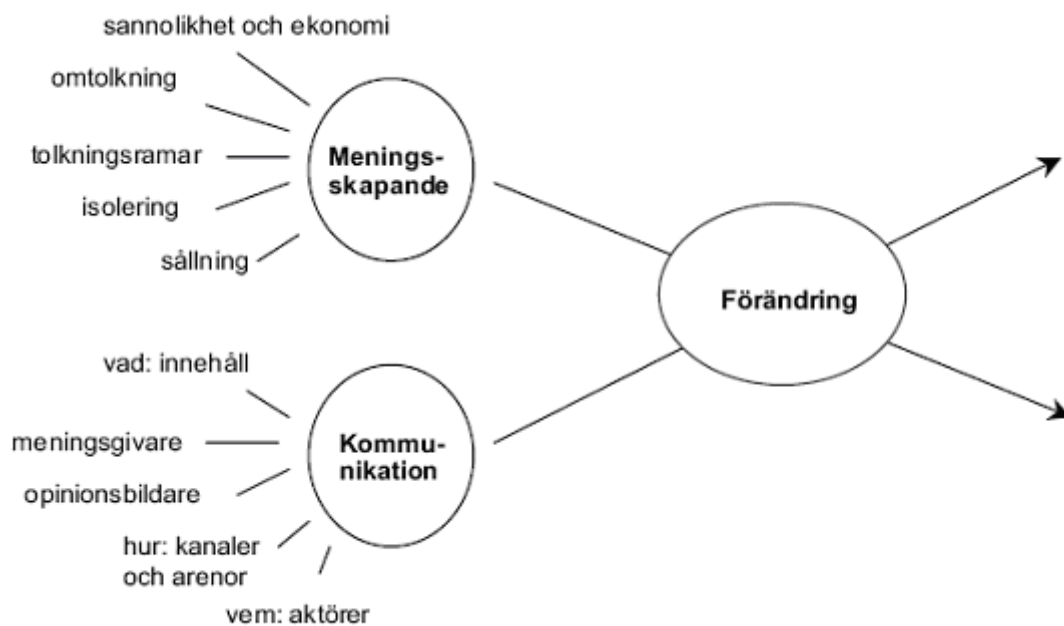 sannolikhet och ekonomi
omtolkning
tolkningsramar
isolering
sållning
Menings-
skapande
Förändring
vad: innehåll
meningsgivare
opinionsbildare
hur: kanaler
och arenor
vem: aktörer
Kommu-
nikation